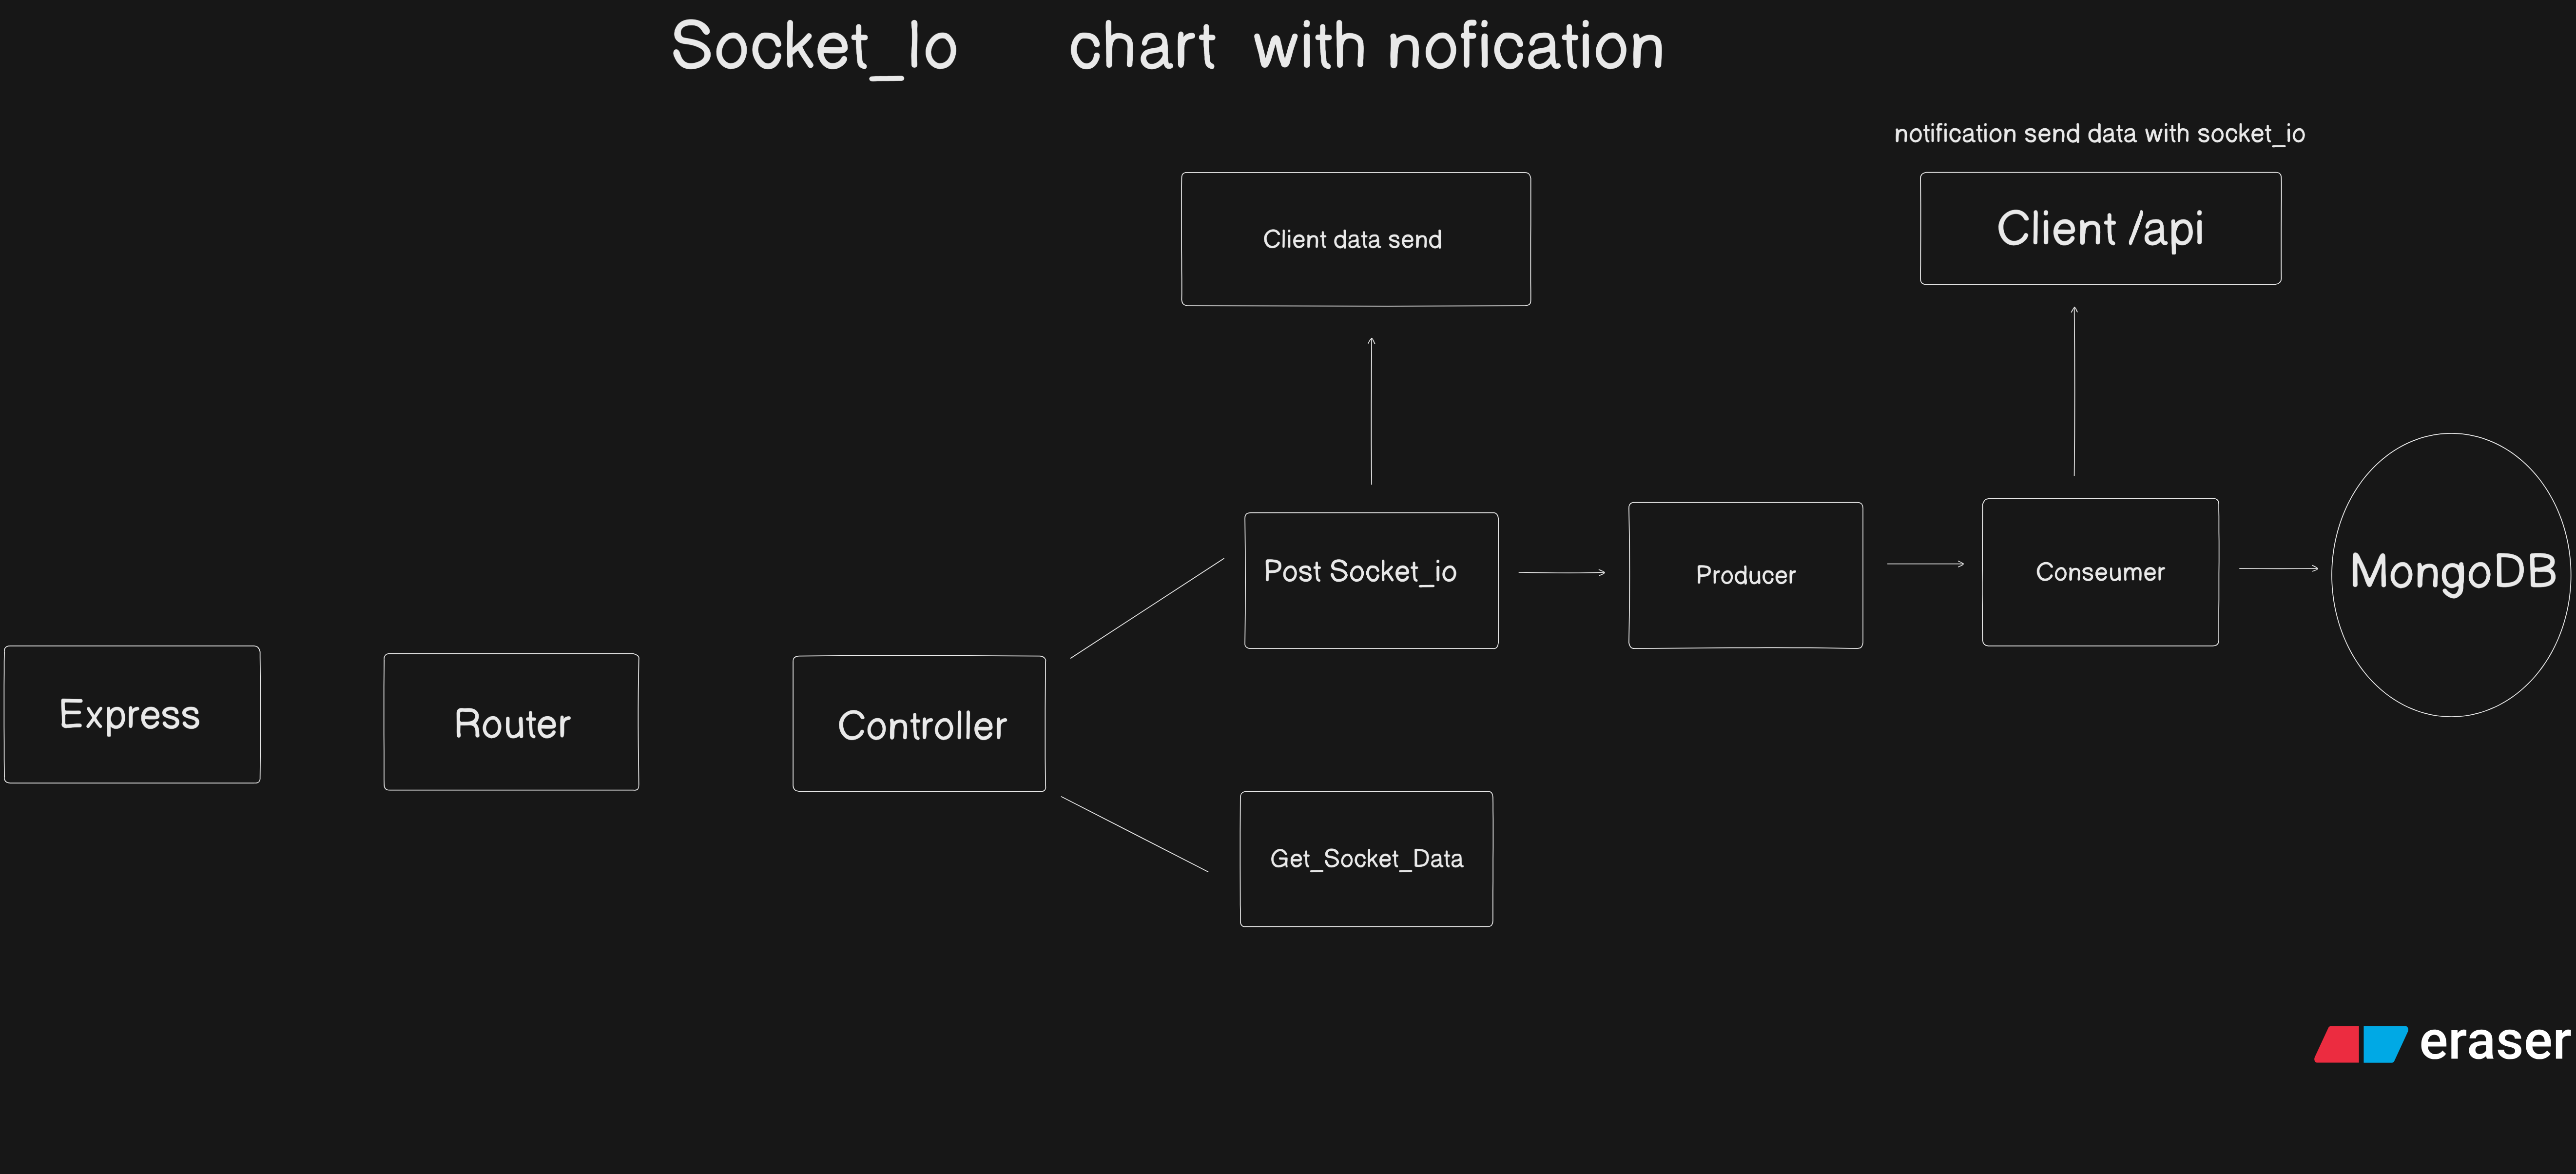 Socket_Io chart with nofication
notification send data with socket_io
Client data send
Client /api
Post Socket_io
Producer
Conseumer
MongoDB
Express
Router
Controller
Get_Socket_Data
eraser